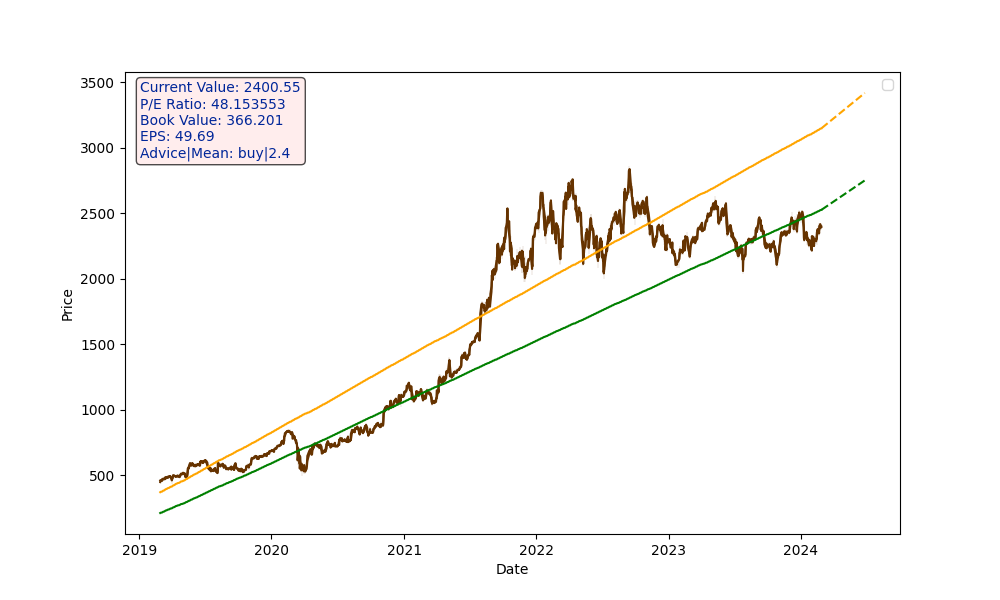 Current Value: 2400.55
P/E Ratio: 48.153553
Book Value: 366.201
EPS: 49.69
Advice|Mean: buy|2.4
3500
3000
2500
2000
1500
1000
500
Price
2019 2020 2021 2022 2023 2024
Date